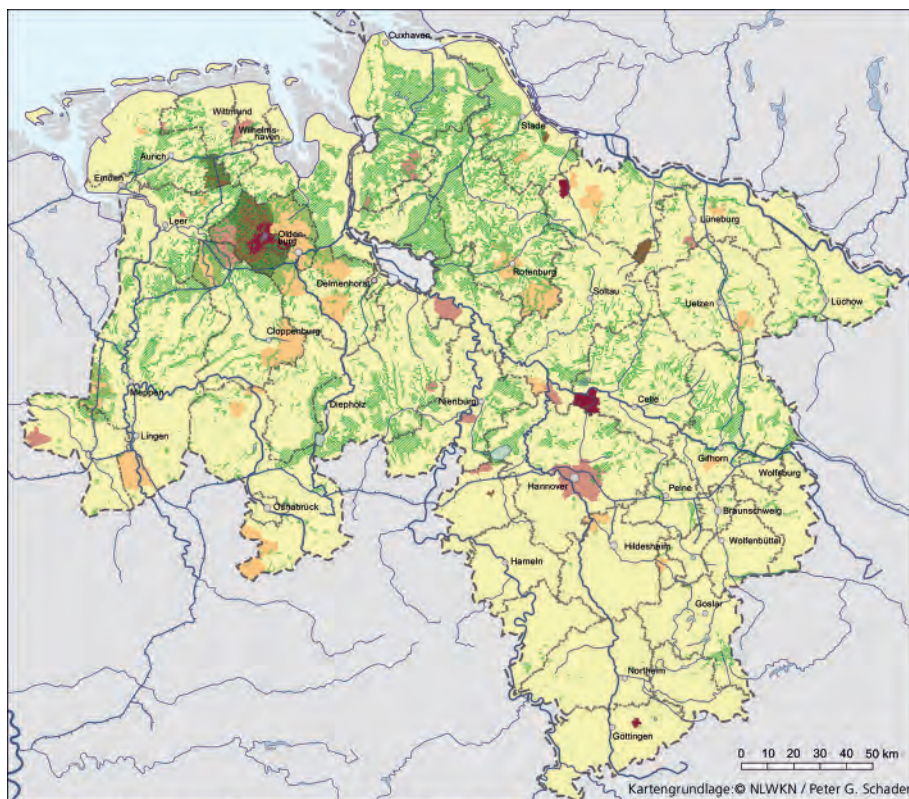 Cuxhaven
Wittmund
Wilhelms-
haven
Stade
Aurich
Emden
Leer
Lüneburg
Olden-
burg
Rotenburg
Delmenhorst
Soltau
Uelzen
Lüchow
Cloppenburg
Meppen
Diepholz
Nienburg
Celle
Lingen
Gifhorn
Wolfsburg
Hannover
Peine
Osnabrück
Braunschweig
Hildesheim
Wolfenbüttel
Hameln
Goslar
Northeim
Göttingen
0 10 20 30 40 50 km
Kartengrundlage:© NLWKN / Peter G. Schader